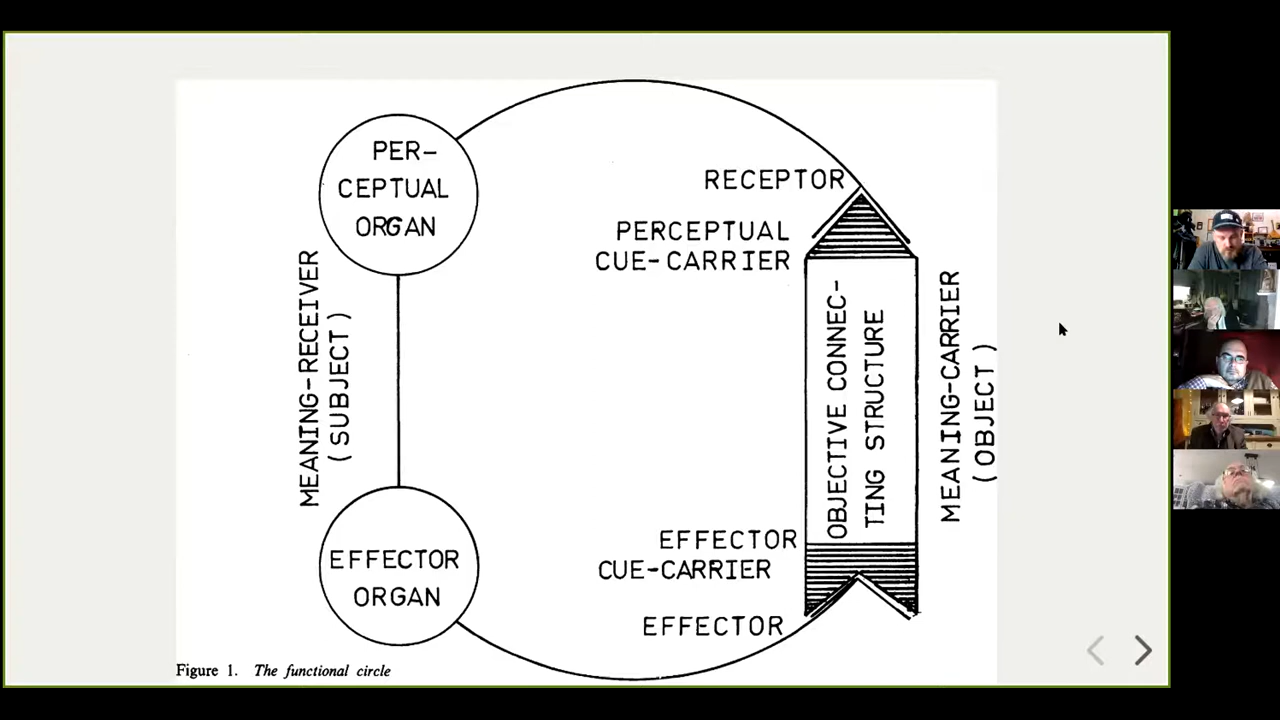 PER-
CEPTUAL
ORGAN
MEANING-RECEIVER
(SUBJECT)
EFFECTOR
ORGAN
RECEPTOR
PERCEPTUAL
CUE-CARRIER
OBJECTIVE CONNEC-
TING STRUCTURE
MEANING-CARRIER
(OBJECT)
EFFECTOR
CUE-CARRIER
EFFECTOR
Figure 1. The functional circle